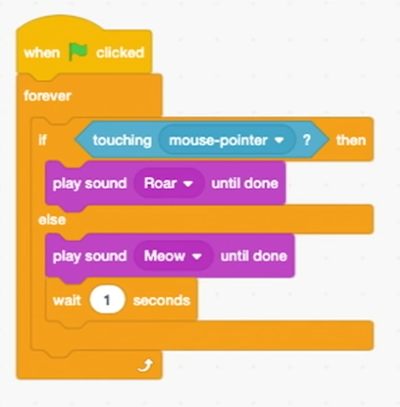 when clicked
forever
if touching mouse-pointer ? then
play sound Roar until done
else
play sound Meow until done
wait 1 seconds